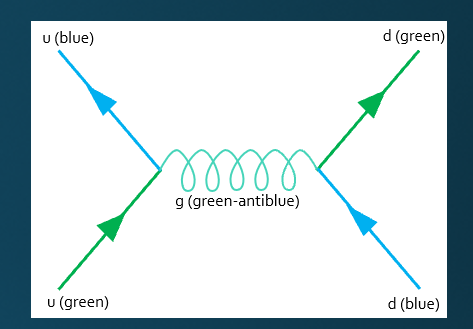 u (blue)
d (green)
g (green-antiblue)
u (green)
d (blue)